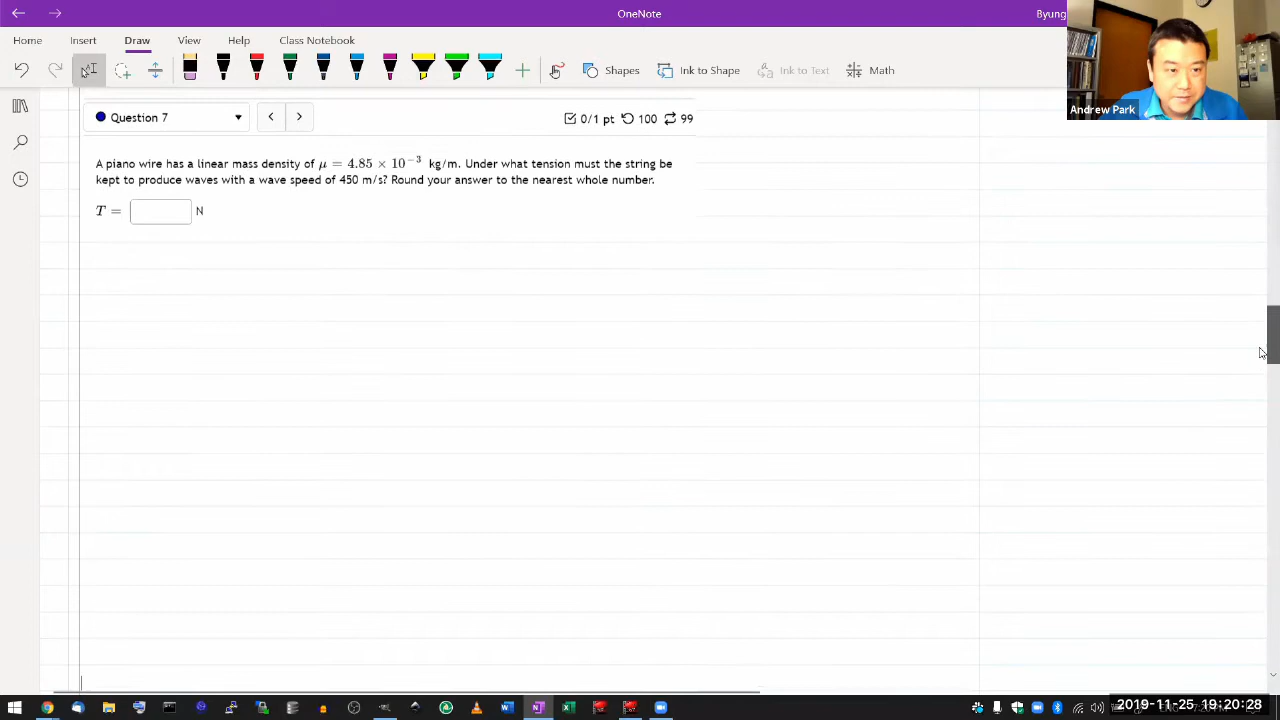 OneNote
Byung
Home Insert Draw View Help Class Notebook
Shapes Ink to Shape Ink to Text Math
Andrew Park
Question 7
0/1 pt 100 99
A piano wire has a linear mass density of μ = 4.85 × 10⁻³ kg/m. Under what tension must the string be
kept to produce waves with a wave speed of 450 m/s? Round your answer to the nearest whole number.
T = N
2019-11-25 19:20:28